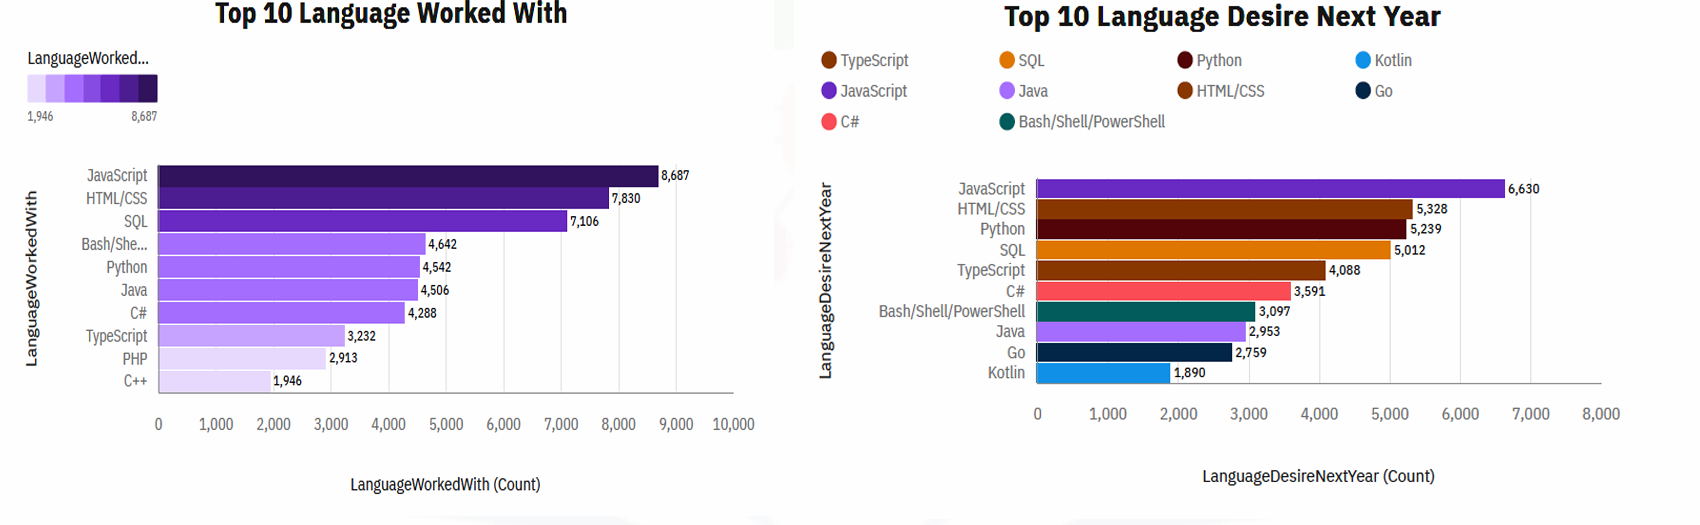 Top 10 Language Worked With
LanguageWorked...
1,946 8,687
LanguageWorkedWith
JavaScript 8,687
HTML/CSS 7,830
SQL 7,106
Bash/She... 4,642
Python 4,542
Java 4,506
C# 4,288
TypeScript 3,232
PHP 2,913
C++ 1,946
0 1,000 2,000 3,000 4,000 5,000 6,000 7,000 8,000 9,000 10,000
LanguageWorkedWith (Count)
Top 10 Language Desire Next Year
TypeScript SQL Python Kotlin
JavaScript Java HTML/CSS Go
C# Bash/Shell/PowerShell
LanguageDesireNextYear
JavaScript 6,630
HTML/CSS 5,328
Python 5,239
SQL 5,012
TypeScript 4,088
C# 3,591
Bash/Shell/PowerShell 3,097
Java 2,953
Go 2,759
Kotlin 1,890
0 1,000 2,000 3,000 4,000 5,000 6,000 7,000 8,000
LanguageDesireNextYear (Count)